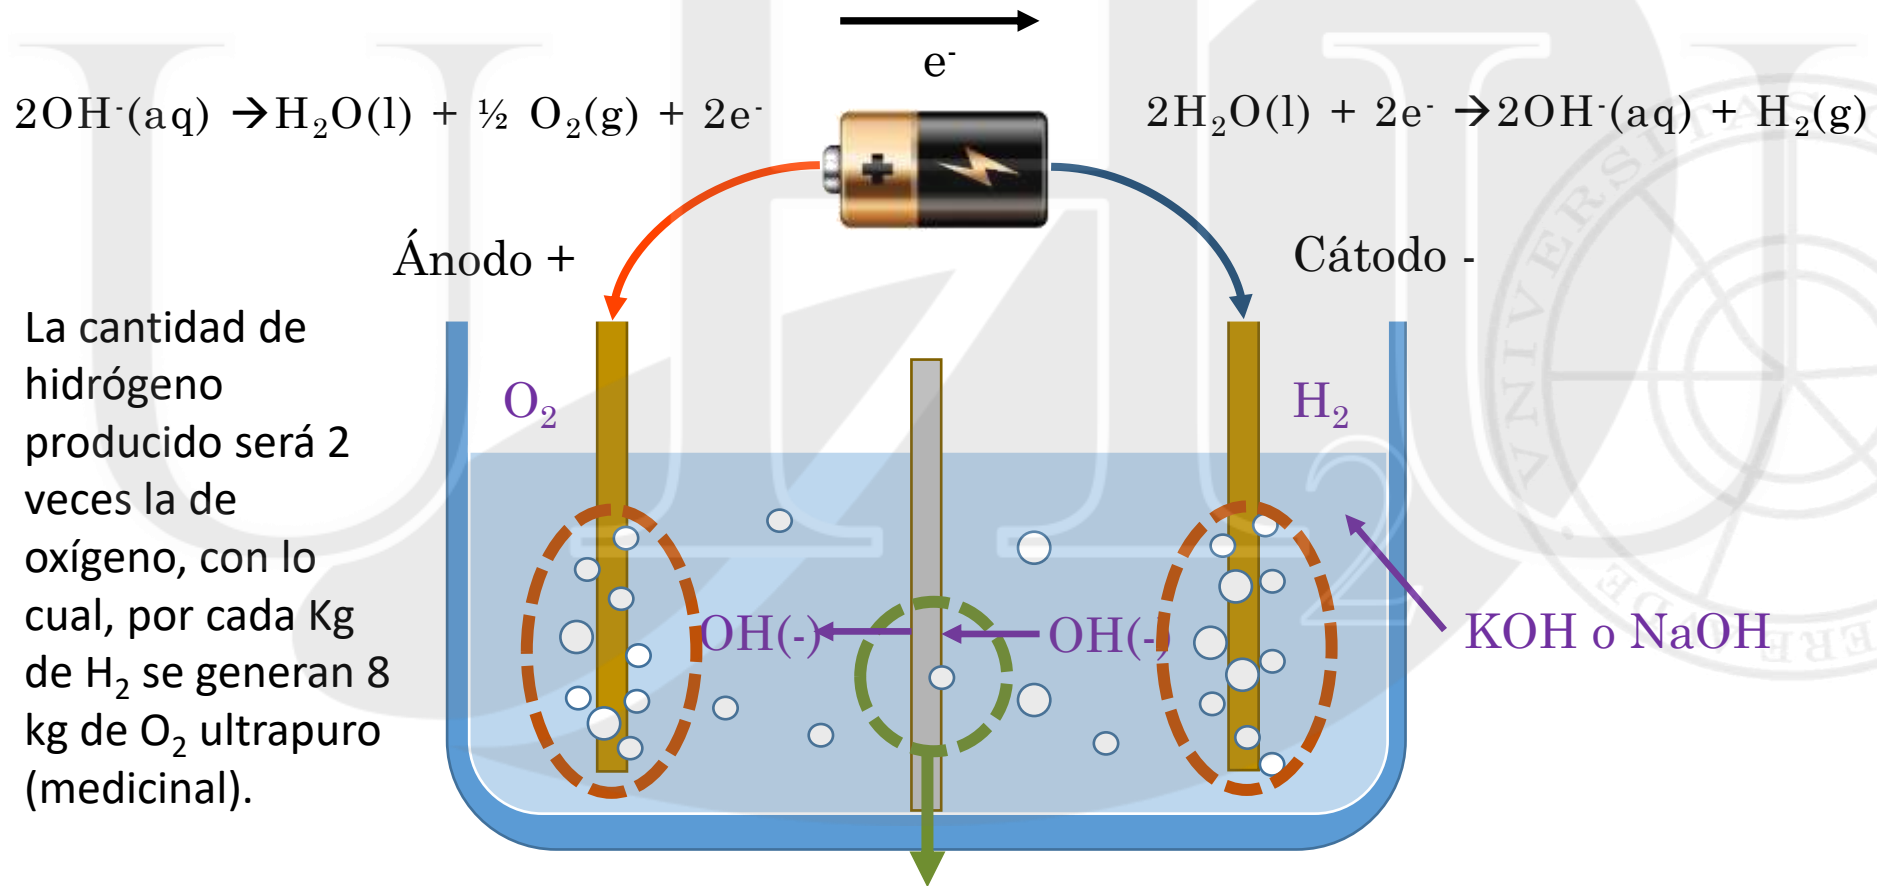 e⁻
2OH⁻(aq) → H₂O(l) + ½ O₂(g) + 2e⁻
2H₂O(l) + 2e⁻ → 2OH⁻(aq) + H₂(g)
Ánodo +
Cátodo -
La cantidad de
hidrógeno
producido será 2
veces la de
oxígeno, con lo
cual, por cada Kg
de H₂ se generan 8
kg de O₂ ultrapuro
(medicinal).
O₂
H₂
OH(-)
OH(-)
KOH o NaOH